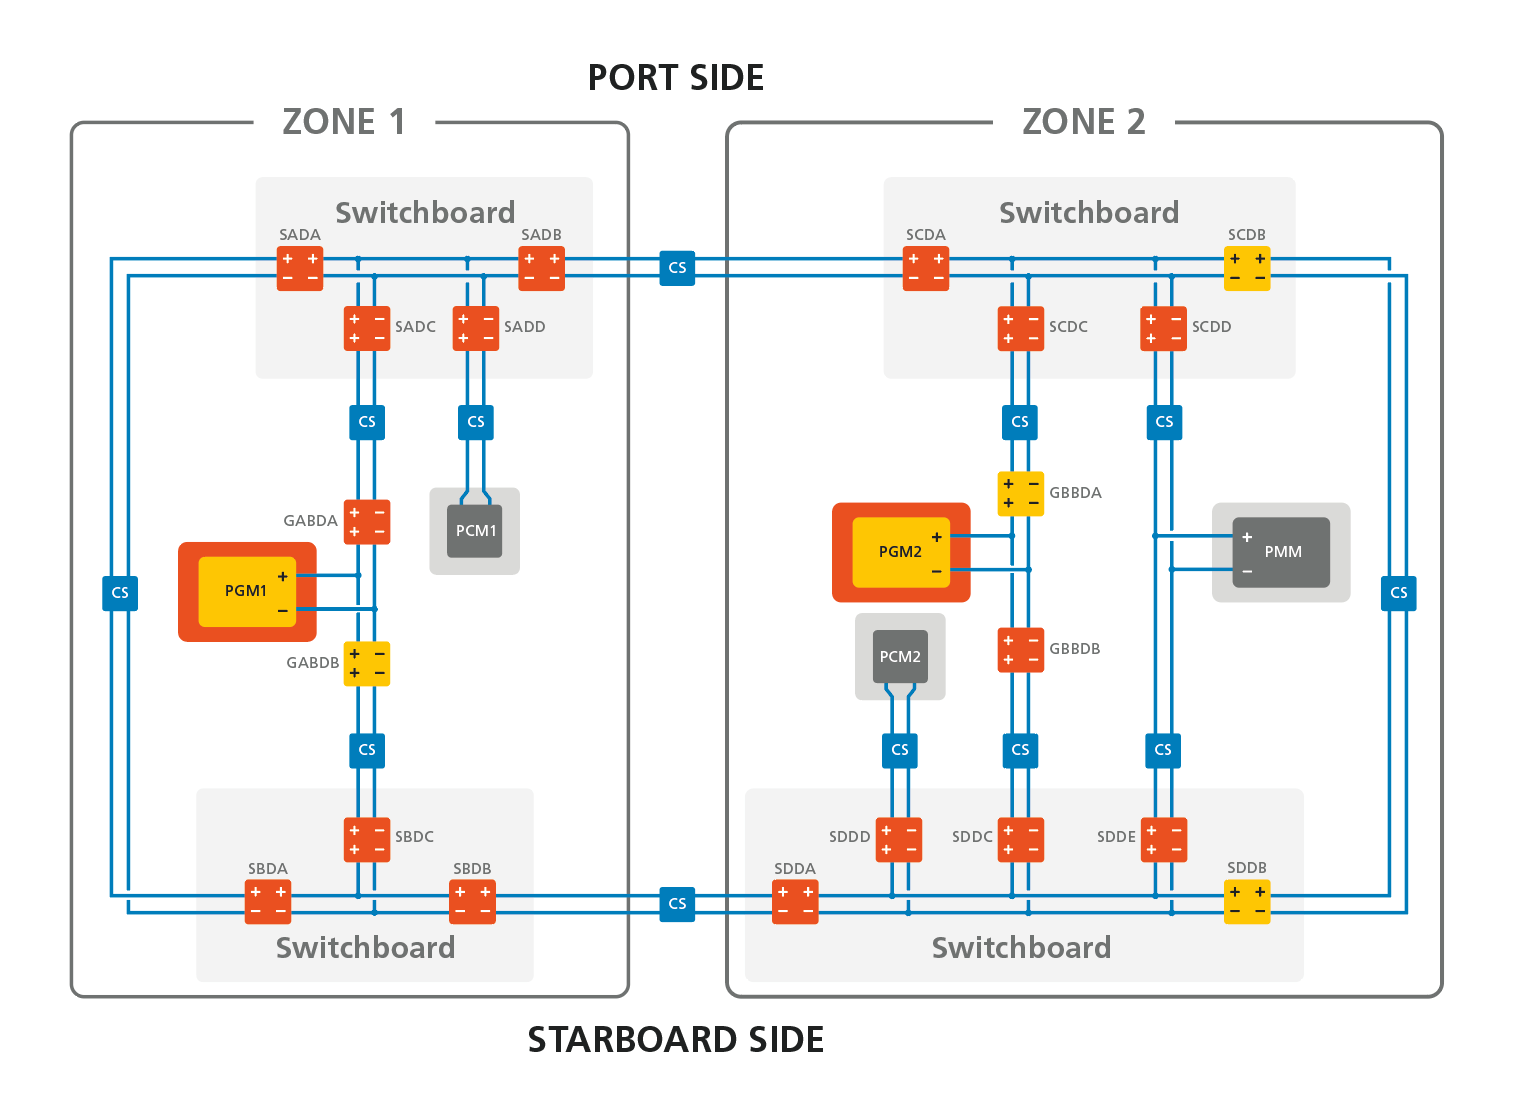 PORT SIDE
ZONE 1
ZONE 2
Switchboard
Switchboard
SADA
SADB
SCDA
SCDB
+ +
− −
+ +
− −
CS
+ +
− −
+ +
− −
+ −
+ −
SADC
+ −
+ −
SADD
+ −
+ −
SCDC
+ −
+ −
SCDD
CS
CS
CS
CS
GABDA
+ −
+ −
+ −
+ −
GBBDA
PCM1
PGM2
+
−
+
−
PMM
PGM1
+
−
CS
CS
GABDB
+ −
+ −
PCM2
+ −
+ −
GBBDB
CS
CS
CS
CS
+ −
+ −
SBDC
SDDD
+ −
+ −
SDDC
+ −
+ −
SDDE
+ −
+ −
SBDA
SBDB
SDDA
SDDB
+ +
− −
+ +
− −
CS
+ +
− −
+ +
− −
Switchboard
Switchboard
STARBOARD SIDE